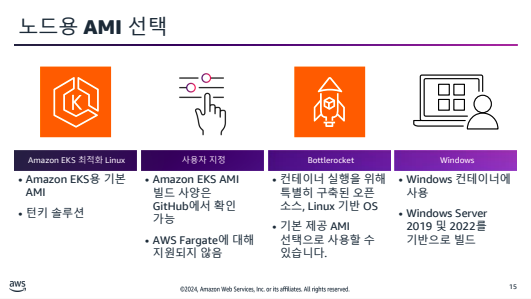 노드용 AMI 선택
Amazon EKS 최적화 Linux
• Amazon EKS용 기본
AMI
• 턴키 솔루션
사용자 지정
• Amazon EKS AMI
빌드 사양은
GitHub에서 확인
가능
• AWS Fargate에 대해
지원되지 않음
Bottlerocket
• 컨테이너 실행을 위해
특별히 구축된 오픈
소스, Linux 기반 OS
• 기본 제공 AMI
선택으로 사용할 수
있습니다.
Windows
• Windows 컨테이너에
사용
• Windows Server
2019 및 2022를
기반으로 빌드
aws
©2024, Amazon Web Services, Inc. or its affiliates. All rights reserved.
15